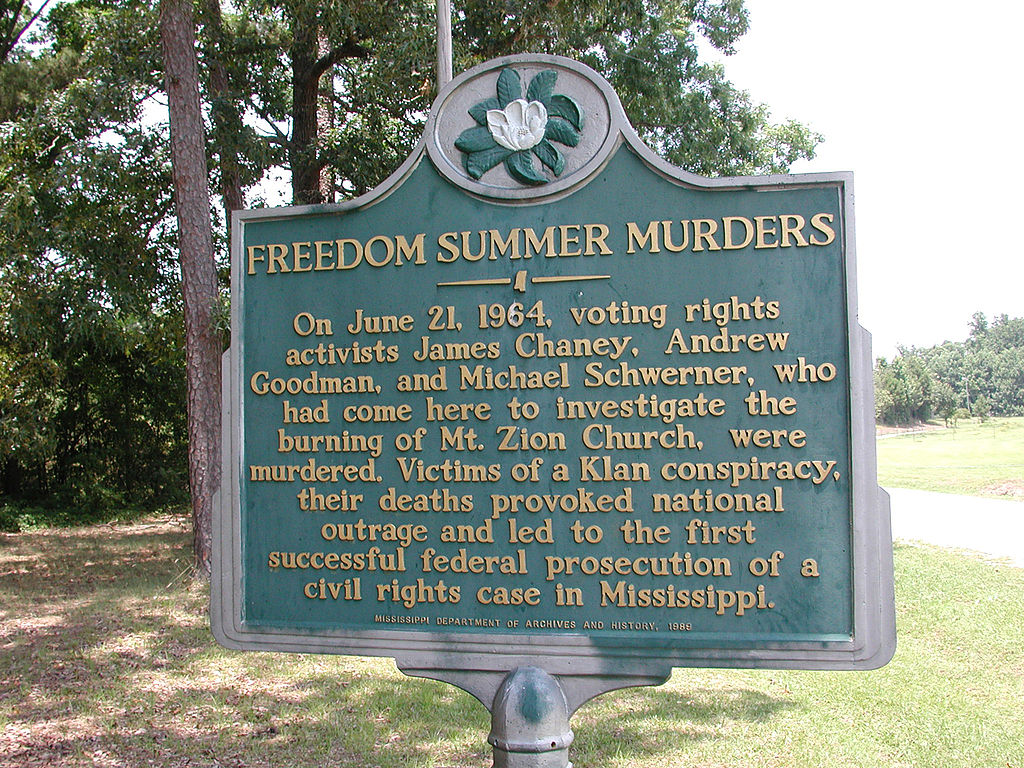 FREEDOM SUMMER MURDERS
On June 21, 1964, voting rights
activists James Chaney, Andrew
Goodman, and Michael Schwerner, who
had come here to investigate the
burning of Mt. Zion Church, were
murdered. Victims of a Klan conspiracy,
their deaths provoked national
outrage and led to the first
successful federal prosecution of a
civil rights case in Mississippi.
MISSISSIPPI DEPARTMENT OF ARCHIVES AND HISTORY, 1989